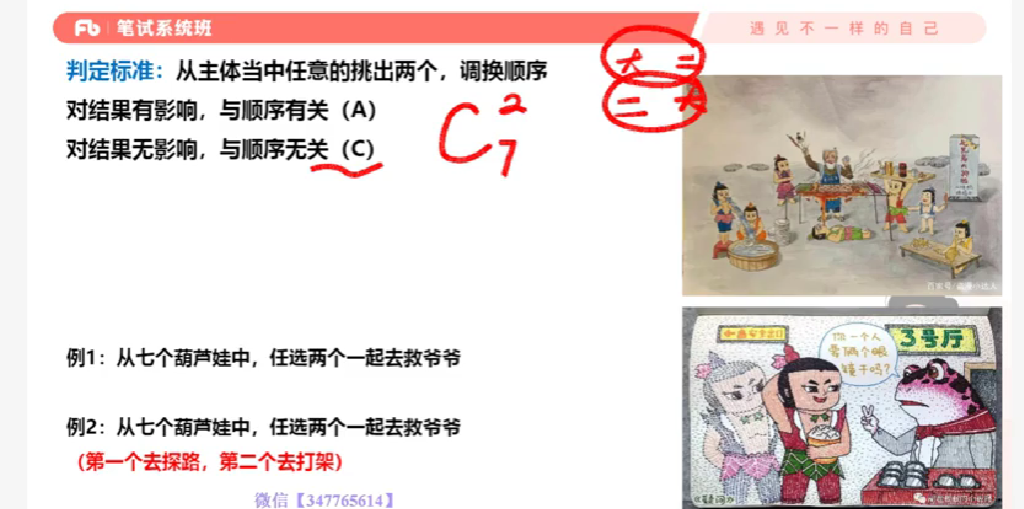 Fb 笔试系统班
遇见不一样的自己
判定标准：从主体当中任意的挑出两个，调换顺序
对结果有影响，与顺序有关（A）
对结果无影响，与顺序无关（C）
C 2 7
大 二
二 大
例1：从七个葫芦娃中，任选两个一起去救爷爷
例2：从七个葫芦娃中，任选两个一起去救爷爷
（第一个去探路，第二个去打架）
你一个人
要俩个眼
镜干吗?
3号厅
微信【347765614】